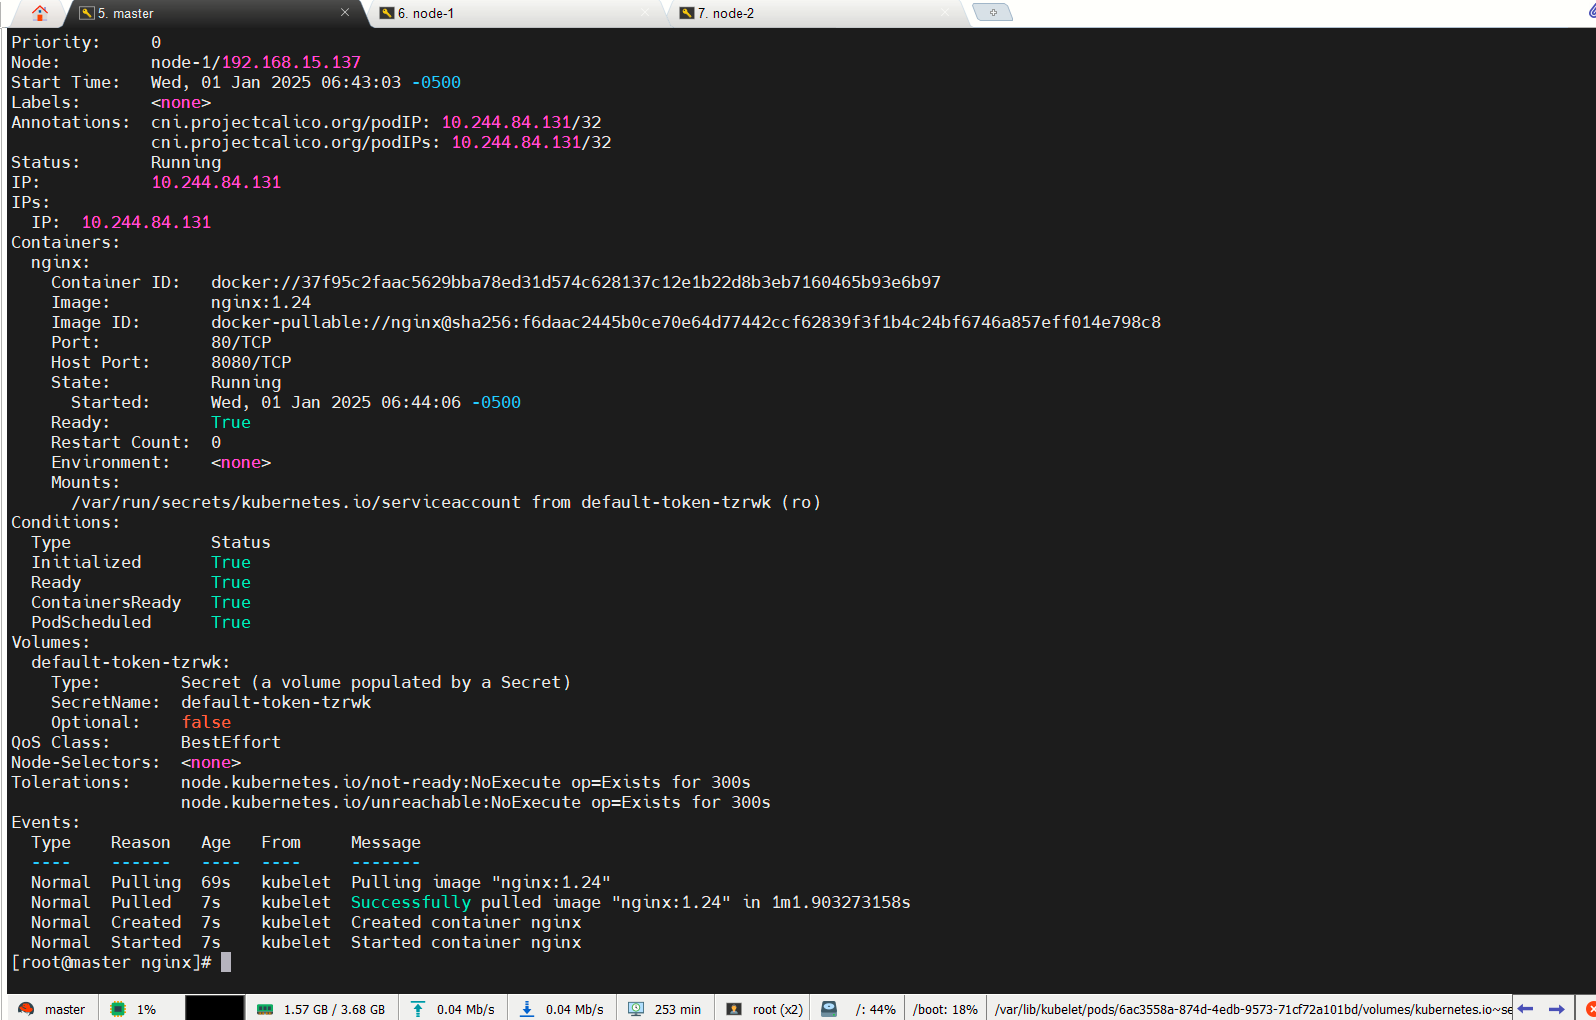 5. master
6. node-1
7. node-2
Priority:     0
Node:         node-1/192.168.15.137
Start Time:   Wed, 01 Jan 2025 06:43:03 -0500
Labels:       <none>
Annotations:  cni.projectcalico.org/podIP: 10.244.84.131/32
              cni.projectcalico.org/podIPs: 10.244.84.131/32
Status:       Running
IP:           10.244.84.131
IPs:
  IP:  10.244.84.131
Containers:
  nginx:
    Container ID:   docker://37f95c2faac5629bba78ed31d574c628137c12e1b22d8b3eb7160465b93e6b97
    Image:          nginx:1.24
    Image ID:       docker-pullable://nginx@sha256:f6daac2445b0ce70e64d77442ccf62839f3f1b4c24bf6746a857eff014e798c8
    Port:           80/TCP
    Host Port:      8080/TCP
    State:          Running
      Started:      Wed, 01 Jan 2025 06:44:06 -0500
    Ready:          True
    Restart Count:  0
    Environment:    <none>
    Mounts:
      /var/run/secrets/kubernetes.io/serviceaccount from default-token-tzrwk (ro)
Conditions:
  Type              Status
  Initialized       True
  Ready             True
  ContainersReady   True
  PodScheduled      True
Volumes:
  default-token-tzrwk:
    Type:        Secret (a volume populated by a Secret)
    SecretName:  default-token-tzrwk
    Optional:    false
QoS Class:       BestEffort
Node-Selectors:  <none>
Tolerations:     node.kubernetes.io/not-ready:NoExecute op=Exists for 300s
                 node.kubernetes.io/unreachable:NoExecute op=Exists for 300s
Events:
  Type    Reason   Age   From     Message
  ----    ------   ----  ----     -------
  Normal  Pulling  69s   kubelet  Pulling image "nginx:1.24"
  Normal  Pulled   7s    kubelet  Successfully pulled image "nginx:1.24" in 1m1.903273158s
  Normal  Created  7s    kubelet  Created container nginx
  Normal  Started  7s    kubelet  Started container nginx
[root@master nginx]#
master 1% 1.57 GB / 3.68 GB 0.04 Mb/s 0.04 Mb/s 253 min root (x2) /: 44% /boot: 18% /var/lib/kubelet/pods/6ac3558a-874d-4edb-9573-71cf72a101bd/volumes/kubernetes.io~se